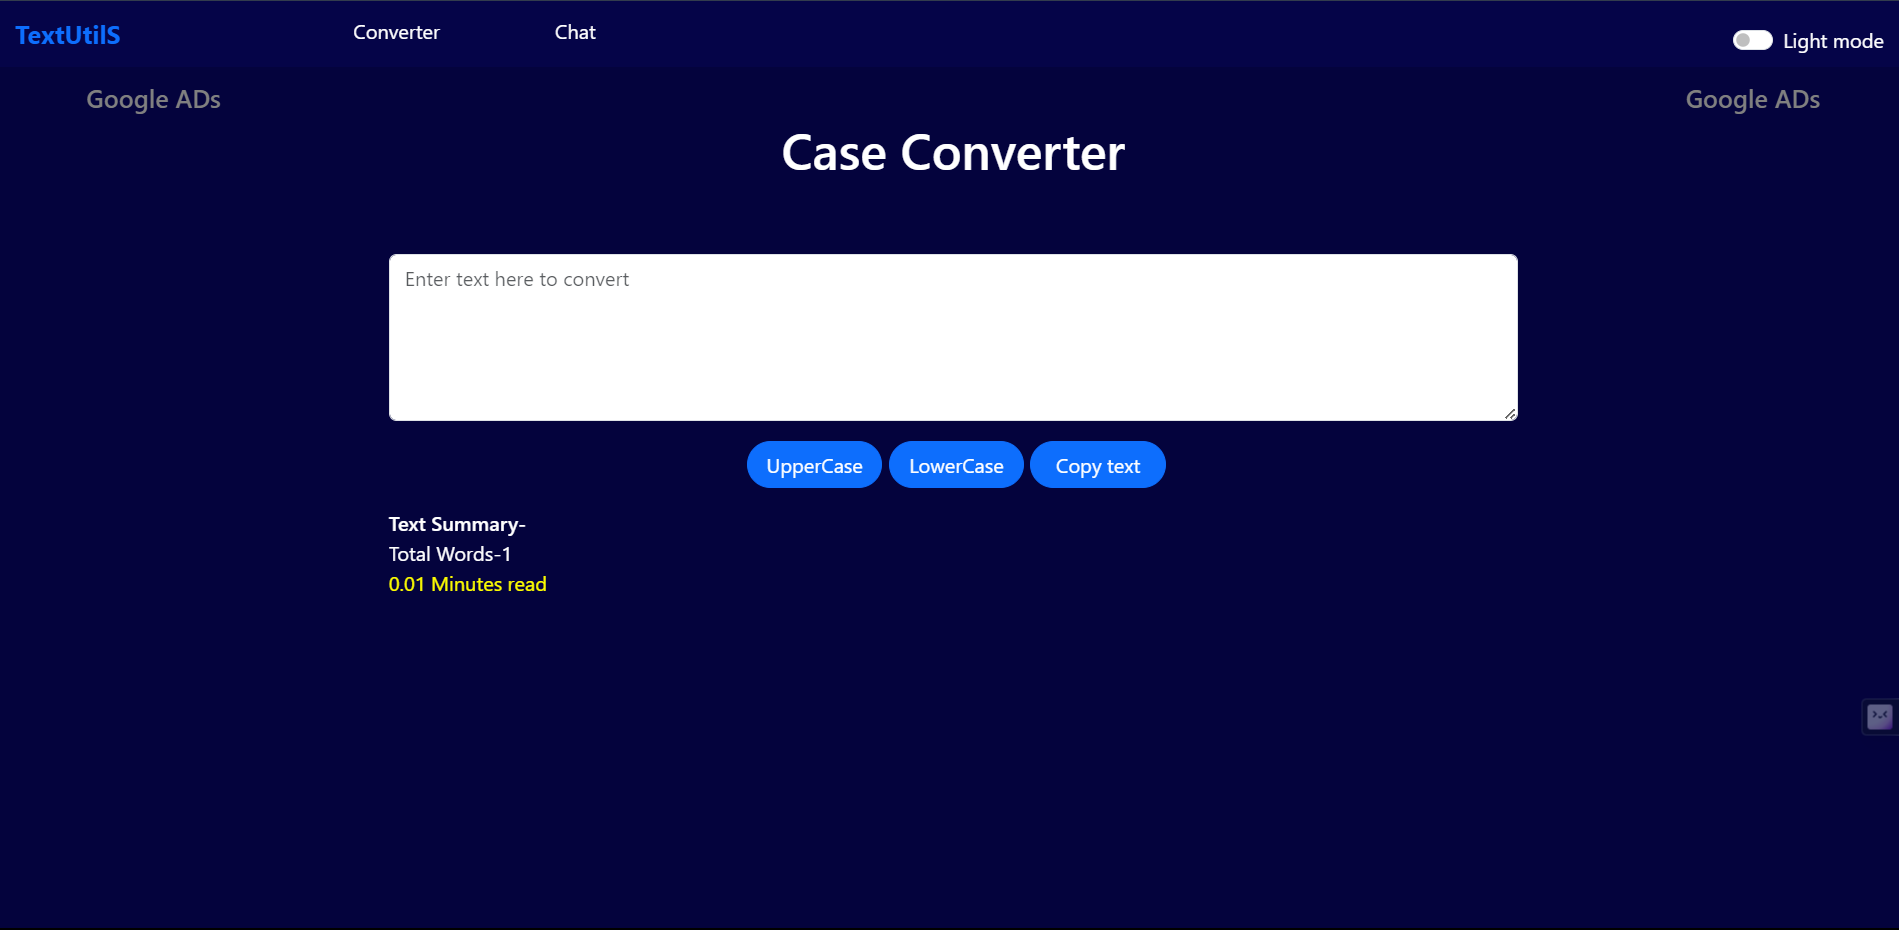 TextUtilS
Converter
Chat
Light mode
Google ADs
Google ADs
Case Converter
Enter text here to convert
UpperCase
LowerCase
Copy text
Text Summary-
Total Words-1
0.01 Minutes read